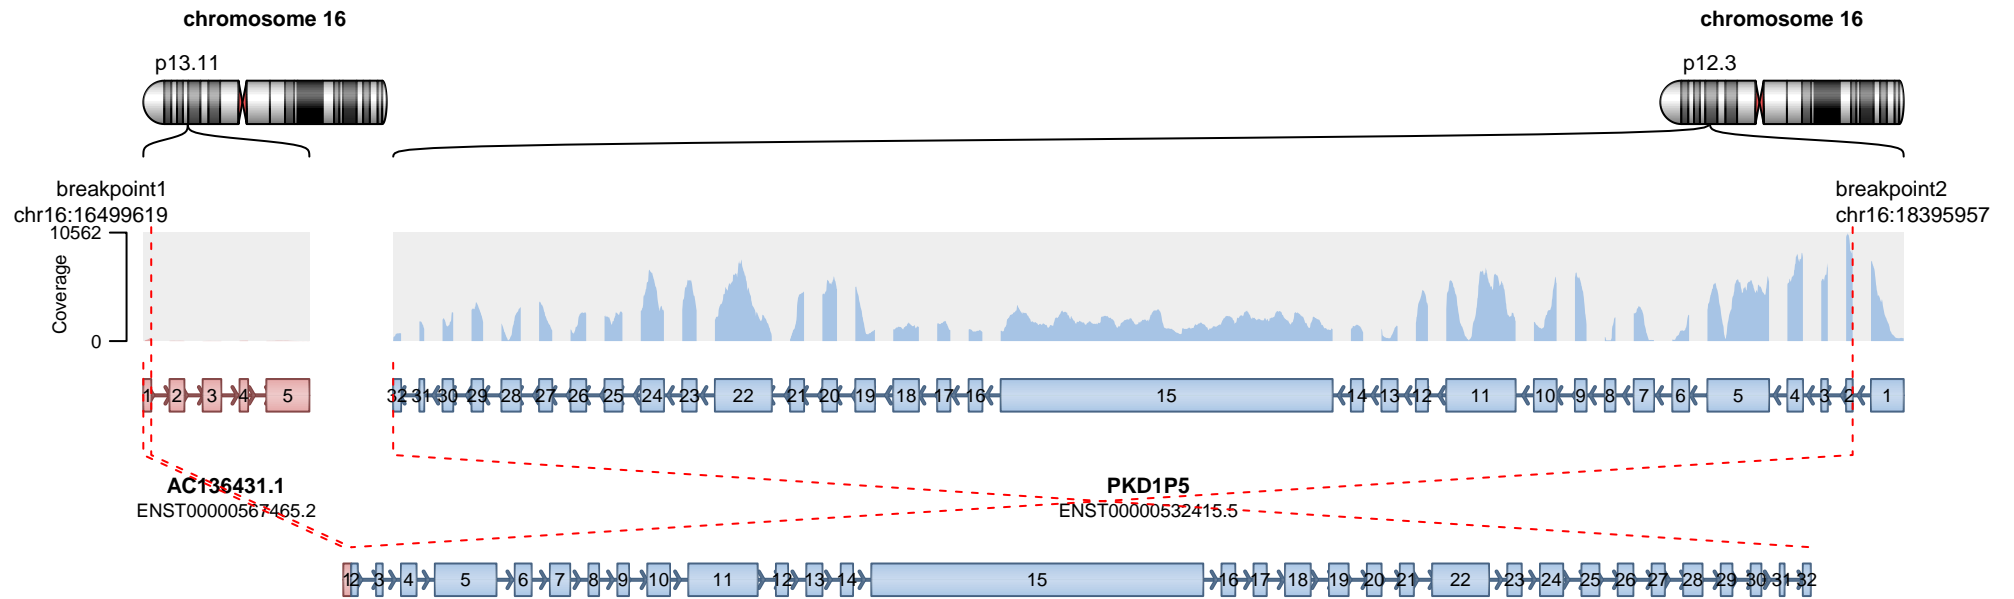 chromosome 16
chromosome 16
p13.11
p12.3
breakpoint1
chr16:16499619
breakpoint2
chr16:18395957
10562
Coverage
0
1 2 3 4 5
32 31 30 29 28 27 26 25 24 23 22 21 20 19 18 17 16 15 14 13 12 11 10 9 8 7 6 5 4 3 2 1
AC136431.1
ENST00000567465.2
PKD1P5
ENST00000532415.5
1 2 3 4 5 6 7 8 9 10 11 12 13 14 15 16 17 18 19 20 21 22 23 24 25 26 27 28 29 30 31 32